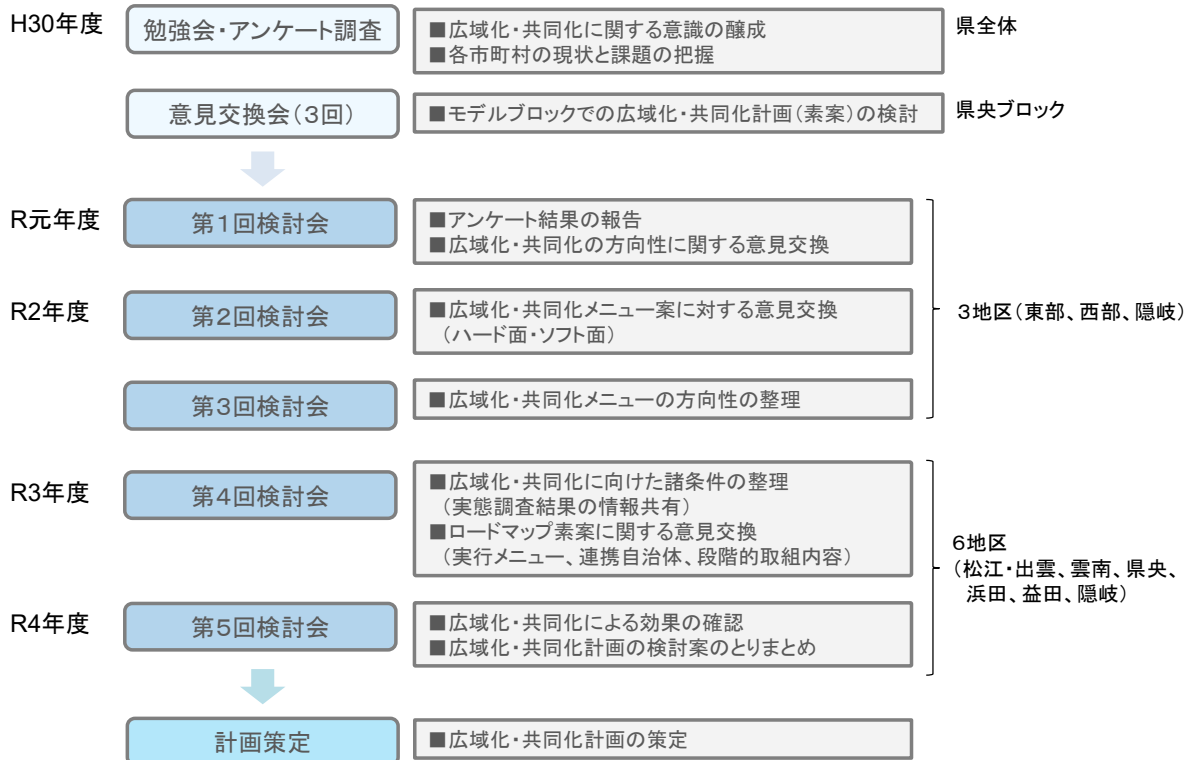 H30年度
勉強会・アンケート調査
■広域化・共同化に関する意識の醸成
■各市町村の現状と課題の把握
県全体
意見交換会(3回)
■モデルブロックでの広域化・共同化計画(素案)の検討
県央ブロック
R元年度
第1回検討会
■アンケート結果の報告
■広域化・共同化の方向性に関する意見交換
R2年度
第2回検討会
■広域化・共同化メニュー案に対する意見交換
(ハード面・ソフト面)
3地区(東部、西部、隠岐)
第3回検討会
■広域化・共同化メニューの方向性の整理
R3年度
第4回検討会
■広域化・共同化に向けた諸条件の整理
(実態調査結果の情報共有)
■ロードマップ素案に関する意見交換
(実行メニュー、連携自治体、段階的取組内容)
6地区
(松江・出雲、雲南、県央、
浜田、益田、隠岐)
R4年度
第5回検討会
■広域化・共同化による効果の確認
■広域化・共同化計画の検討案のとりまとめ
計画策定
■広域化・共同化計画の策定